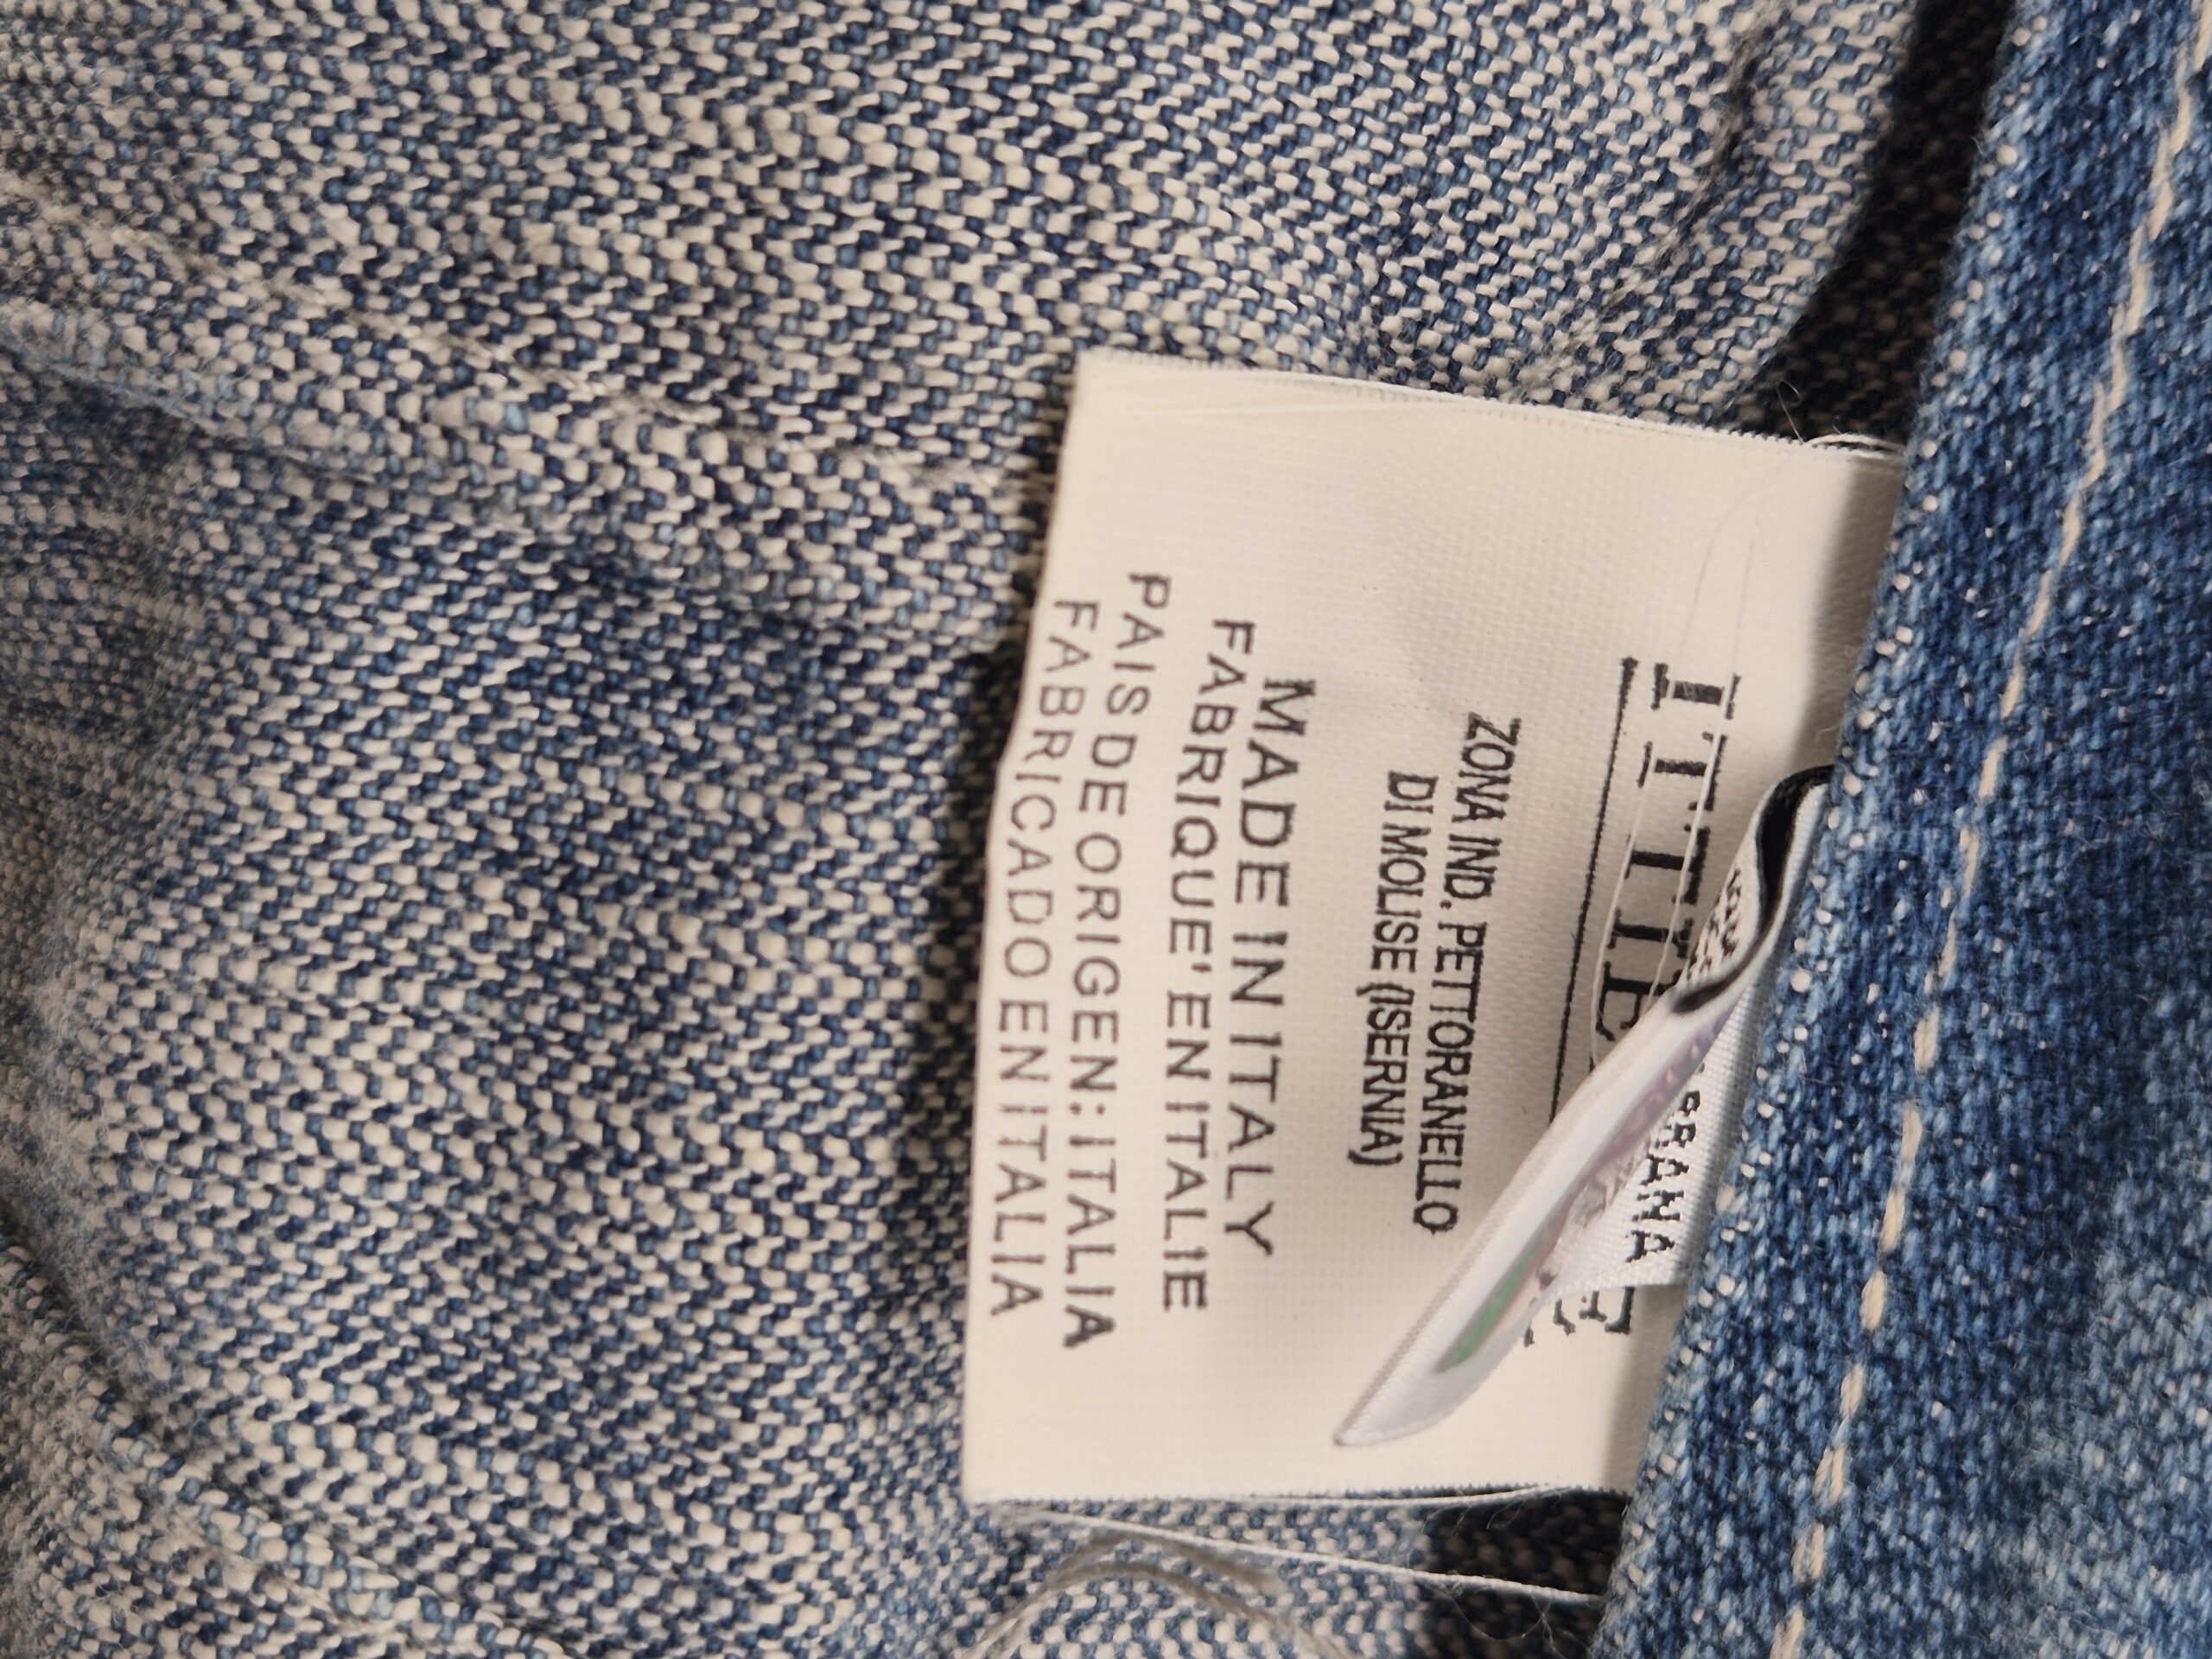 ITTIE
ZONA IND. PETTORANELLO
DI MOLISE (ISERNIA)
MADE IN ITALY
FABRIQUE' EN ITALIE
PAIS DE ORIGEN: ITALIA
FABRICADO EN ITALIA